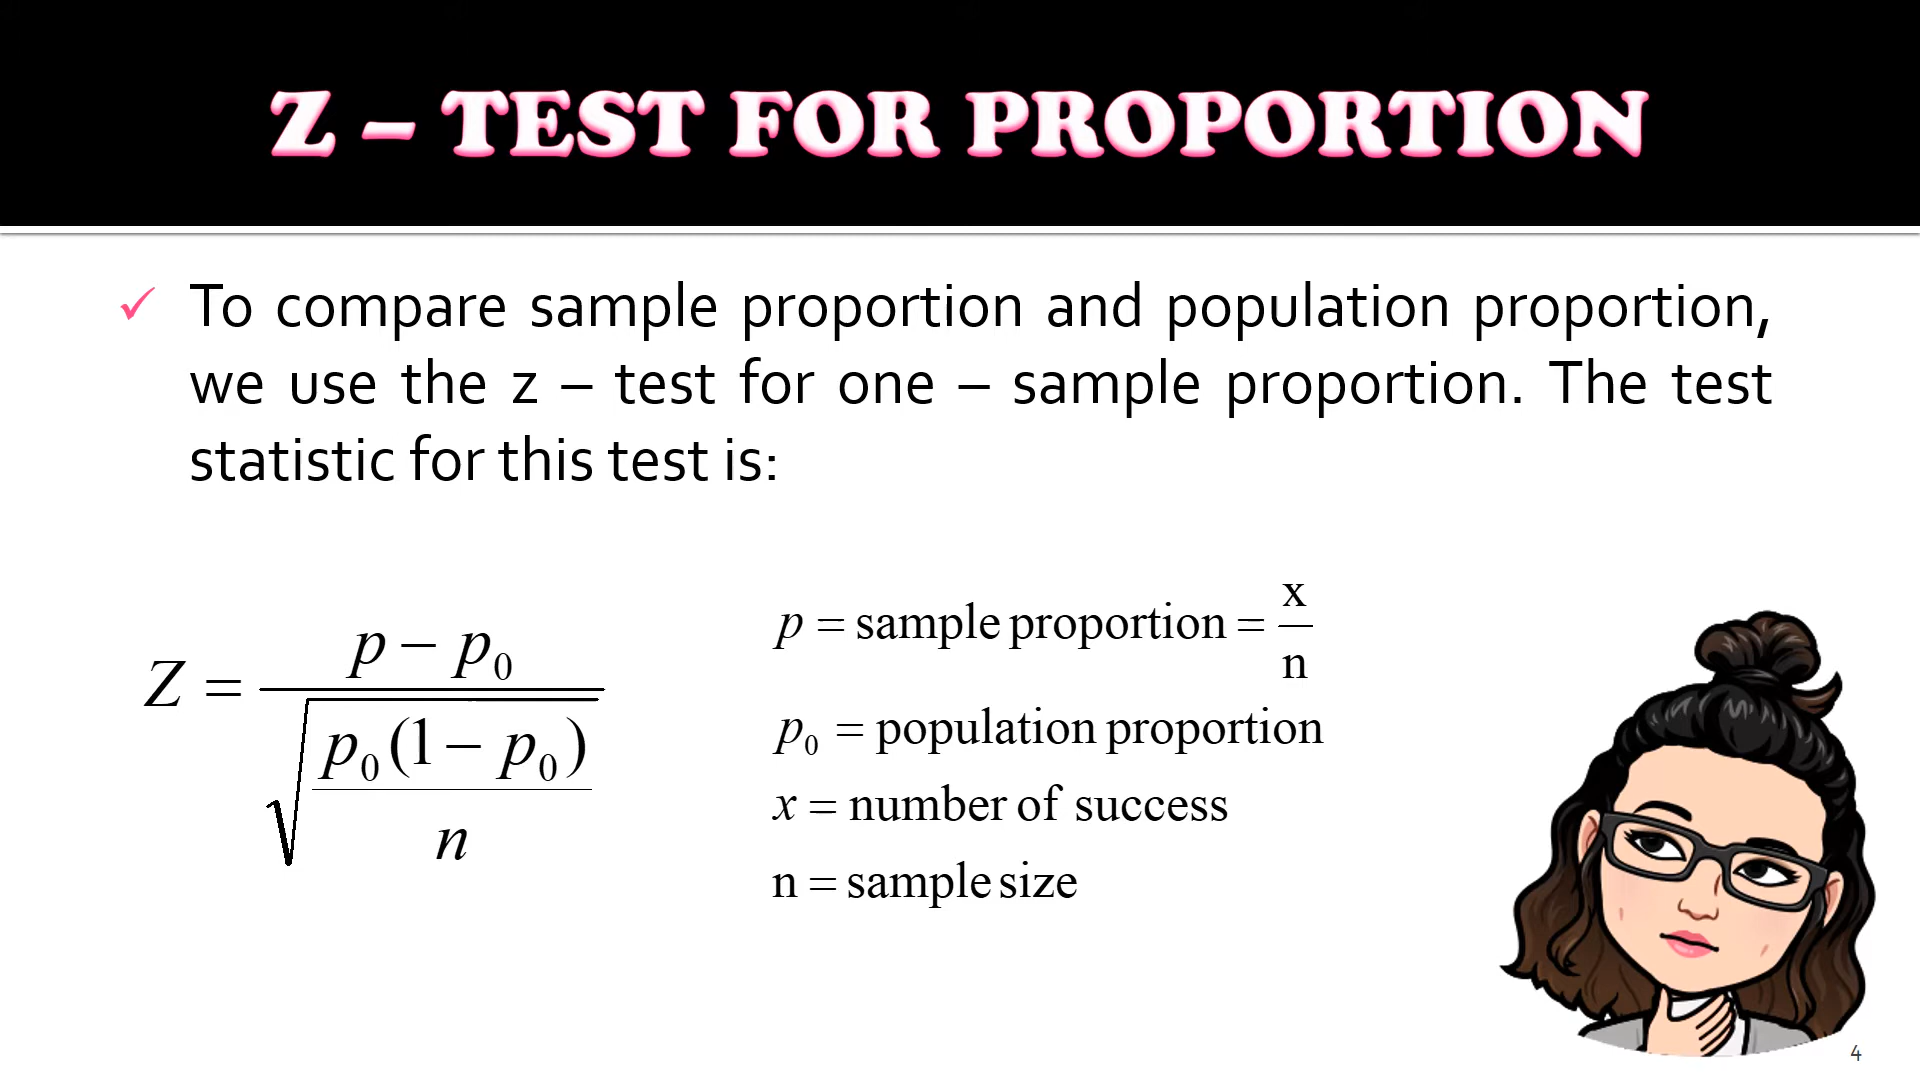 Z – TEST FOR PROPORTION
✓ To compare sample proportion and population proportion,
we use the z – test for one – sample proportion. The test
statistic for this test is:
Z = (p − p₀) / √(p₀(1 − p₀) / n)
p = sample proportion = x/n
p₀ = population proportion
x = number of success
n = sample size
4